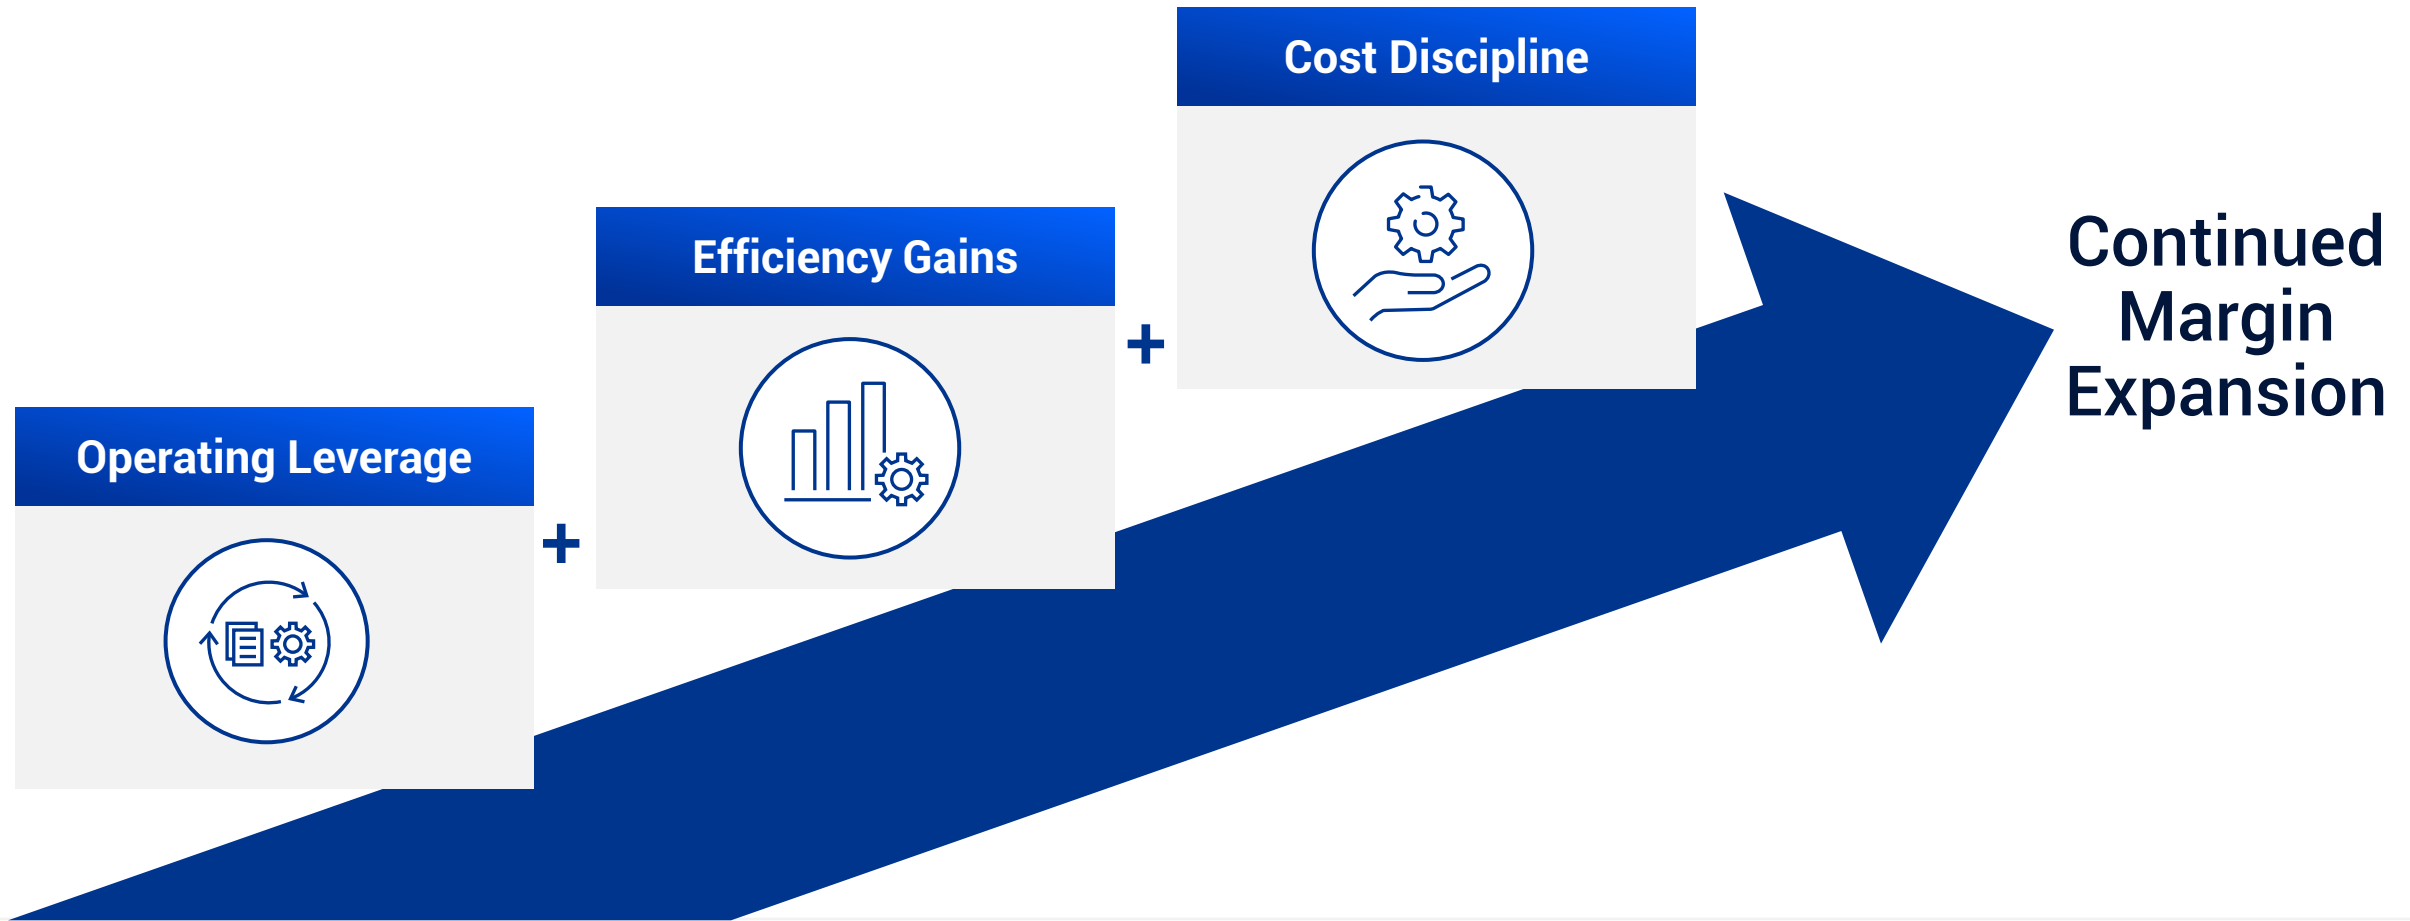 Operating Leverage
+
Efficiency Gains
+
Cost Discipline
Continued
Margin
Expansion